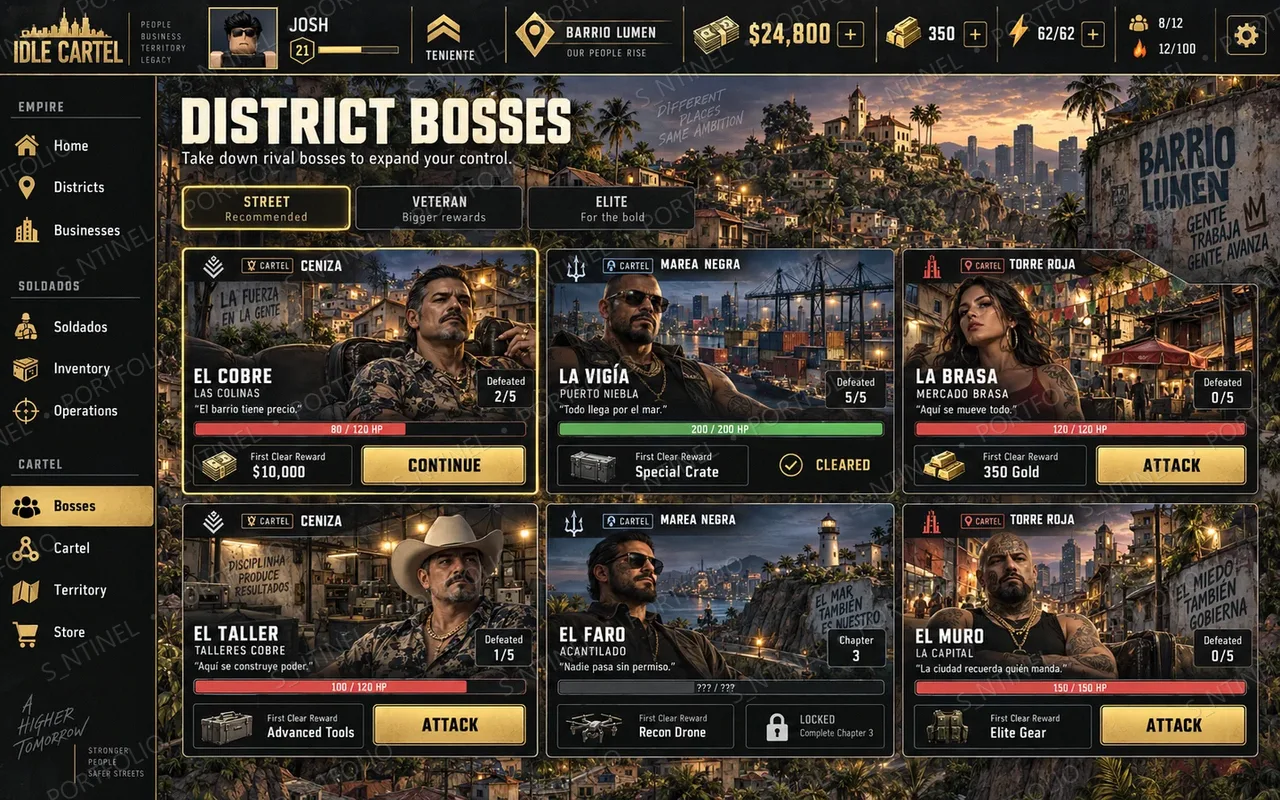 IDLE CARTEL
PEOPLE
BUSINESS
TERRITORY
LEGACY
JOSH
21
TENIENTE
BARRIO LUMEN
OUR PEOPLE RISE
$24,800
+
350
+
62/62
+
8/12
12/100
EMPIRE
Home
Districts
Businesses
SOLDADOS
Soldados
Inventory
Operations
CARTEL
Bosses
Cartel
Territory
Store
A
HIGHER
TOMORROW
STRONGER
PEOPLE
SAFER STREETS
DISTRICT BOSSES
Take down rival bosses to expand your control.
DIFFERENT
PLACES
SAME AMBITION
BARRIO
LUMEN
GENTE
TRABAJA
GENTE AVANZA
STREET
Recommended
VETERAN
Bigger rewards
ELITE
For the bold
CARTEL CENIZA
LA FUERZA
EN LA GENTE
EL COBRE
LAS COLINAS
"El barrio tiene precio."
Defeated
2/5
80 / 120 HP
First Clear Reward
$10,000
CONTINUE
CARTEL MAREA NEGRA
LA VIGÍA
PUERTO NIEBLA
"Todo llega por el mar."
Defeated
5/5
200 / 200 HP
First Clear Reward
Special Crate
CLEARED
CARTEL TORRE ROJA
LA BRASA
MERCADO BRASA
"Aquí se mueve todo."
Defeated
0/5
120 / 120 HP
First Clear Reward
350 Gold
ATTACK
CARTEL CENIZA
DISCIPLINHA
PRODUCE
RESULTADOS
EL TALLER
TALLERES COBRE
"Aquí se construye poder."
Defeated
1/5
100 / 120 HP
First Clear Reward
Advanced Tools
ATTACK
CARTEL MAREA NEGRA
EL MAR
TAMBIÉN
ES NUESTRO
EL FARO
ACANTILADO
"Nadie pasa sin permiso."
Chapter
3
??? / ???
First Clear Reward
Recon Drone
LOCKED
Complete Chapter 3
CARTEL TORRE ROJA
MIEDO
TAMBIÉN
GOBIERNA
EL MURO
LA CAPITAL
"La ciudad recuerda quién manda."
Defeated
0/5
150 / 150 HP
First Clear Reward
Elite Gear
ATTACK
S_NTINEL
PORTFOLIO